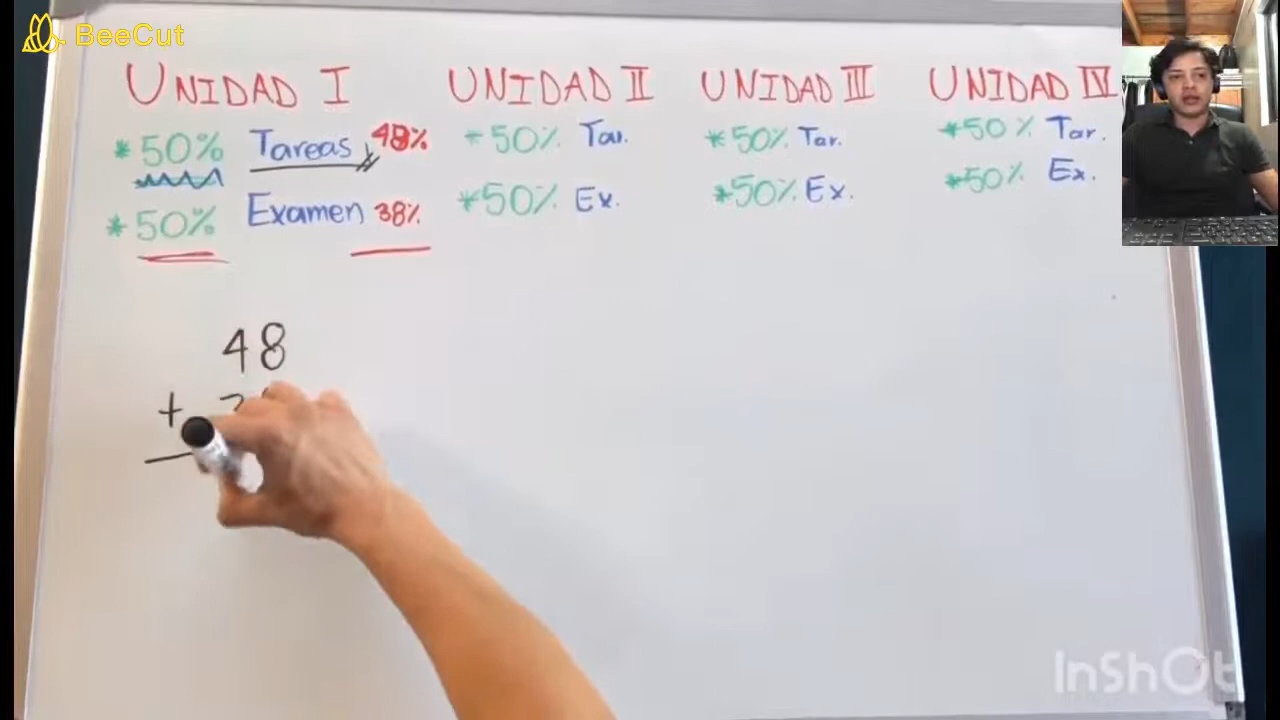 BeeCut
UNIDAD I
*50% Tareas 48%
*50% Examen 38%
UNIDAD II
*50% Tar.
*50% Ex.
UNIDAD III
*50% Tar.
*50% Ex.
UNIDAD IV
*50% Tar.
*50% Ex.
48
+
InShOt